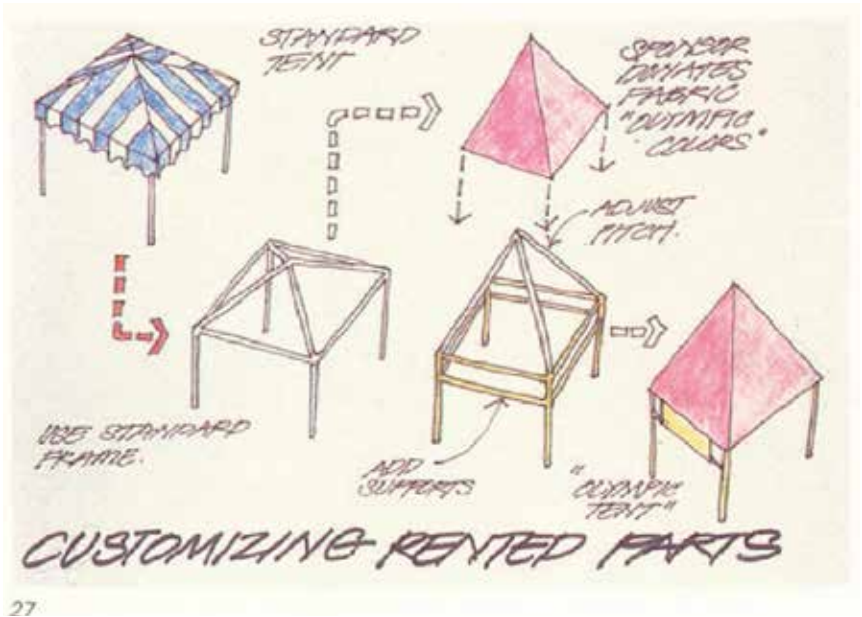 STANDARD
TENT
SPONSOR
DONATES
FABRIC
"OLYMPIC
COLORS"
ADJUST
PITCH.
USE STANDARD
FRAME.
ADD
SUPPORTS
"OLYMPIC
TENT"
CUSTOMIZING RENTED PARTS
27